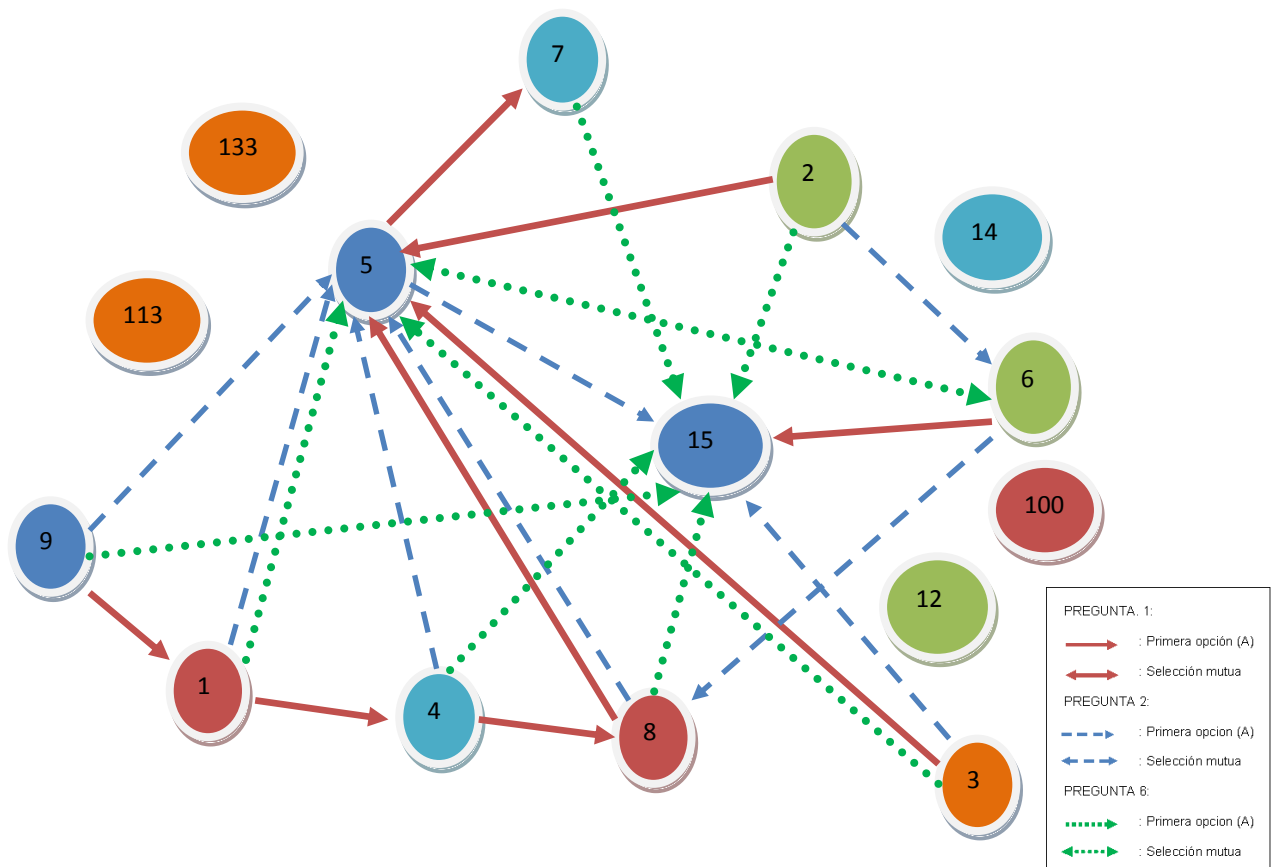 7
133
2
14
5
113
6
15
100
9
12
1
4
8
3
PREGUNTA. 1:
: Primera opción (A)
: Selección mutua
PREGUNTA 2:
: Primera opcion (A)
: Selección mutua
PREGUNTA 6:
: Primera opcion (A)
: Selección mutua